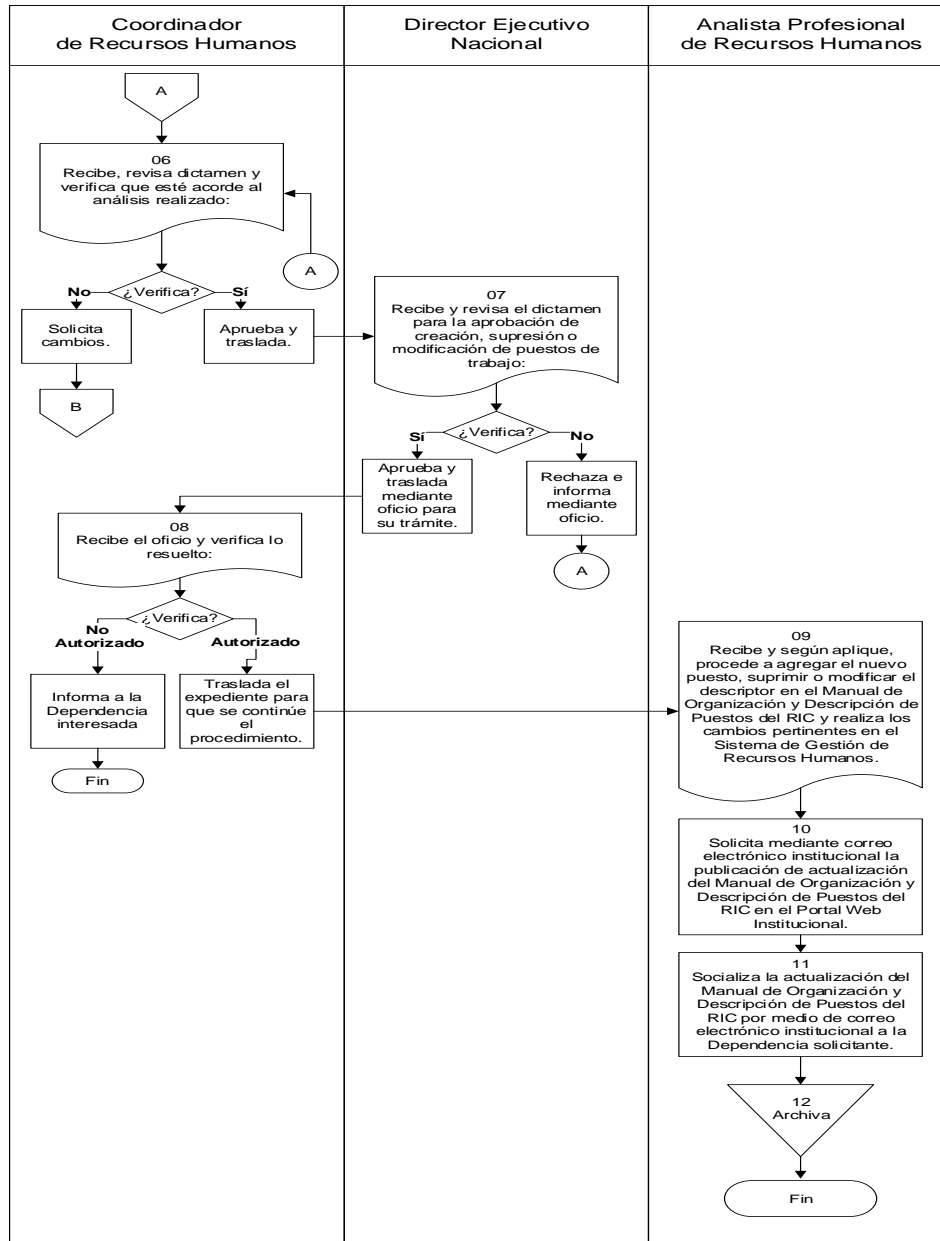 Coordinador
de Recursos Humanos
Director Ejecutivo
Nacional
Analista Profesional
de Recursos Humanos
A
06
Recibe, revisa dictamen y
verifica que esté acorde al
análisis realizado:
A
¿Verifica?
No
Sí
Solicita
cambios.
Aprueba y
traslada.
B
07
Recibe y revisa el dictamen
para la aprobación de
creación, supresión o
modificación de puestos de
trabajo:
¿Verifica?
Sí
No
Aprueba y
traslada
mediante
oficio para
su trámite.
Rechaza e
informa
mediante
oficio.
A
08
Recibe el oficio y verifica lo
resuelto:
¿Verifica?
No
Autorizado
Autorizado
Informa a la
Dependencia
interesada
Traslada el
expediente para
que se continúe
el
procedimiento.
Fin
09
Recibe y según aplique,
procede a agregar el nuevo
puesto, suprimir o modificar el
descriptor en el Manual de
Organización y Descripción de
Puestos del RIC y realiza los
cambios pertinentes en el
Sistema de Gestión de
Recursos Humanos.
10
Solicita mediante correo
electrónico institucional la
publicación de actualización
del Manual de Organización y
Descripción de Puestos del
RIC en el Portal Web
Institucional.
11
Socializa la actualización del
Manual de Organización y
Descripción de Puestos del
RIC por medio de correo
electrónico institucional a la
Dependencia solicitante.
12
Archiva
Fin